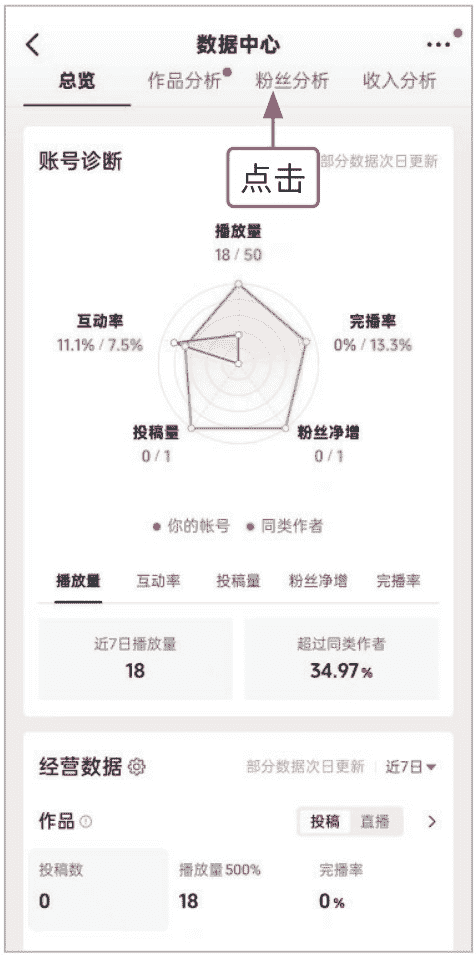 数据中心
总览 作品分析 粉丝分析 收入分析
点击
账号诊断 部分数据次日更新
播放量
18 / 50
互动率 完播率
11.1% / 7.5% 0% / 13.3%
投稿量 粉丝净增
0 / 1 0 / 1
你的帐号 同类作者
播放量 互动率 投稿量 粉丝净增 完播率
近7日播放量 超过同类作者
18 34.97%
经营数据 部分数据次日更新 近7日
作品 投稿 直播
投稿数 播放量500% 完播率
0 18 0%